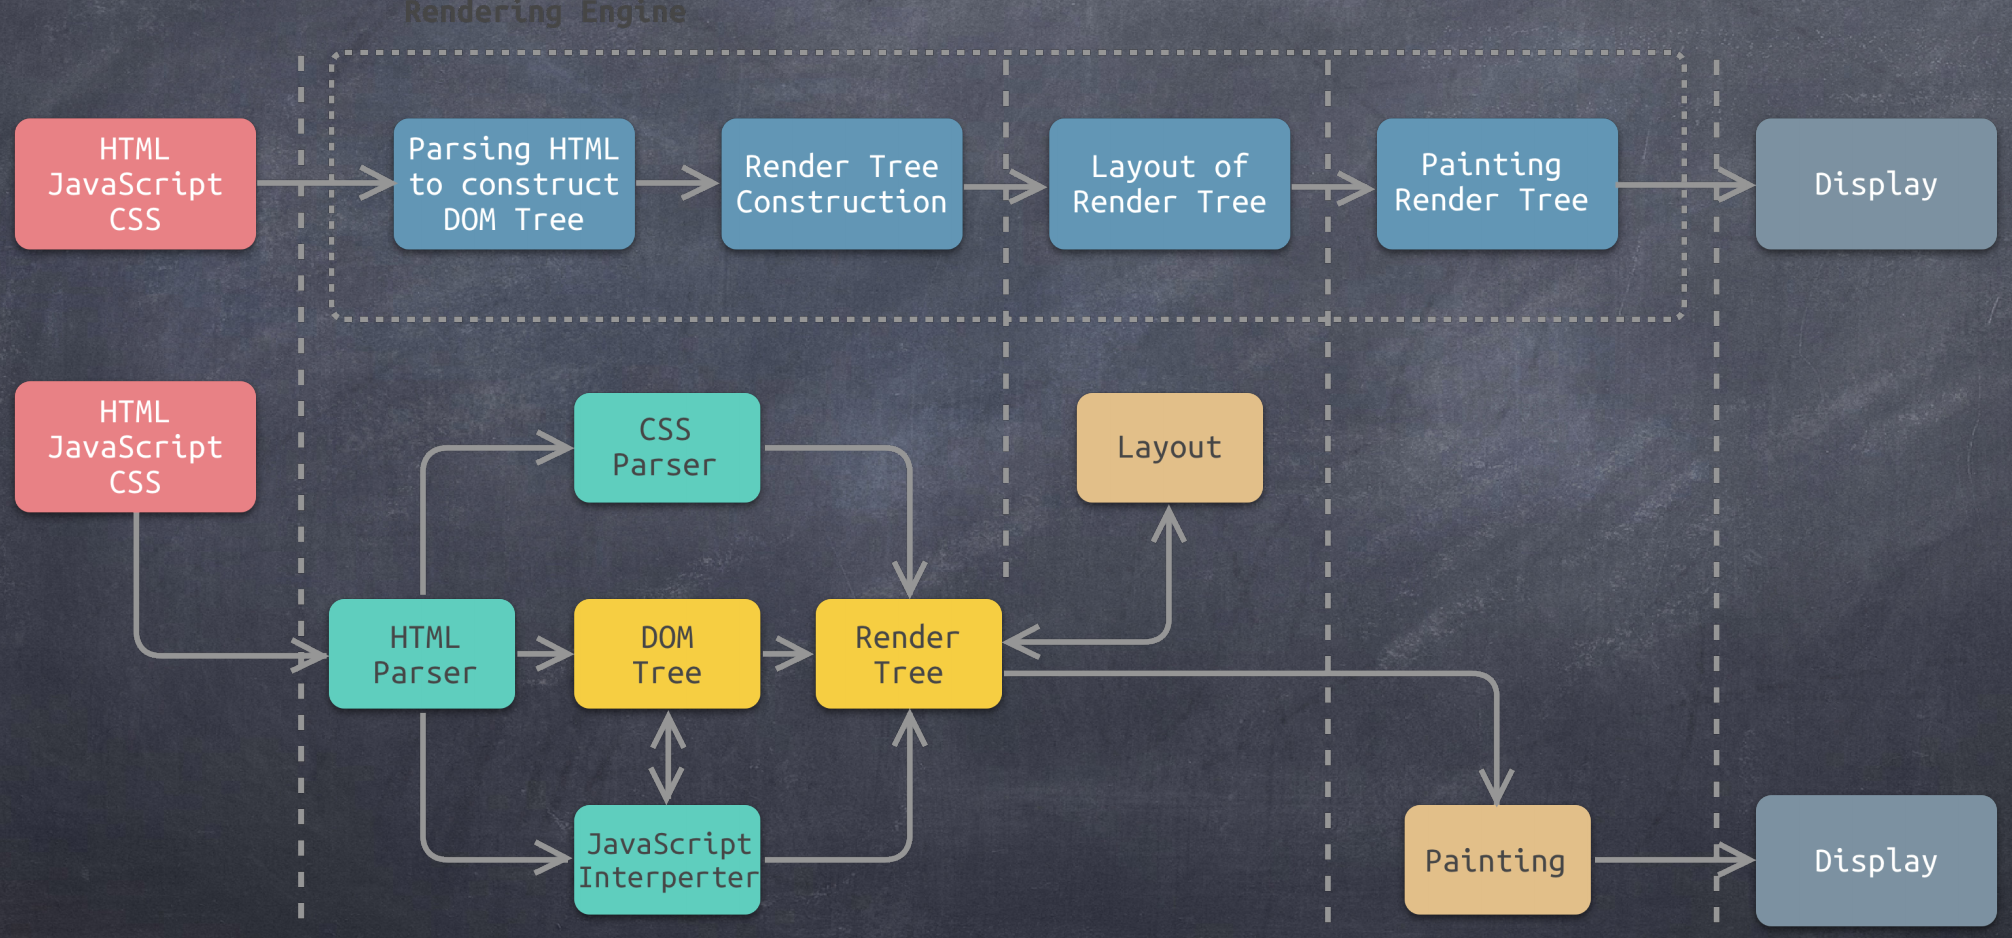 Rendering Engine
HTML
JavaScript
CSS
Parsing HTML
to construct
DOM Tree
Render Tree
Construction
Layout of
Render Tree
Painting
Render Tree
Display
HTML
JavaScript
CSS
CSS
Parser
Layout
HTML
Parser
DOM
Tree
Render
Tree
JavaScript
Interperter
Painting
Display